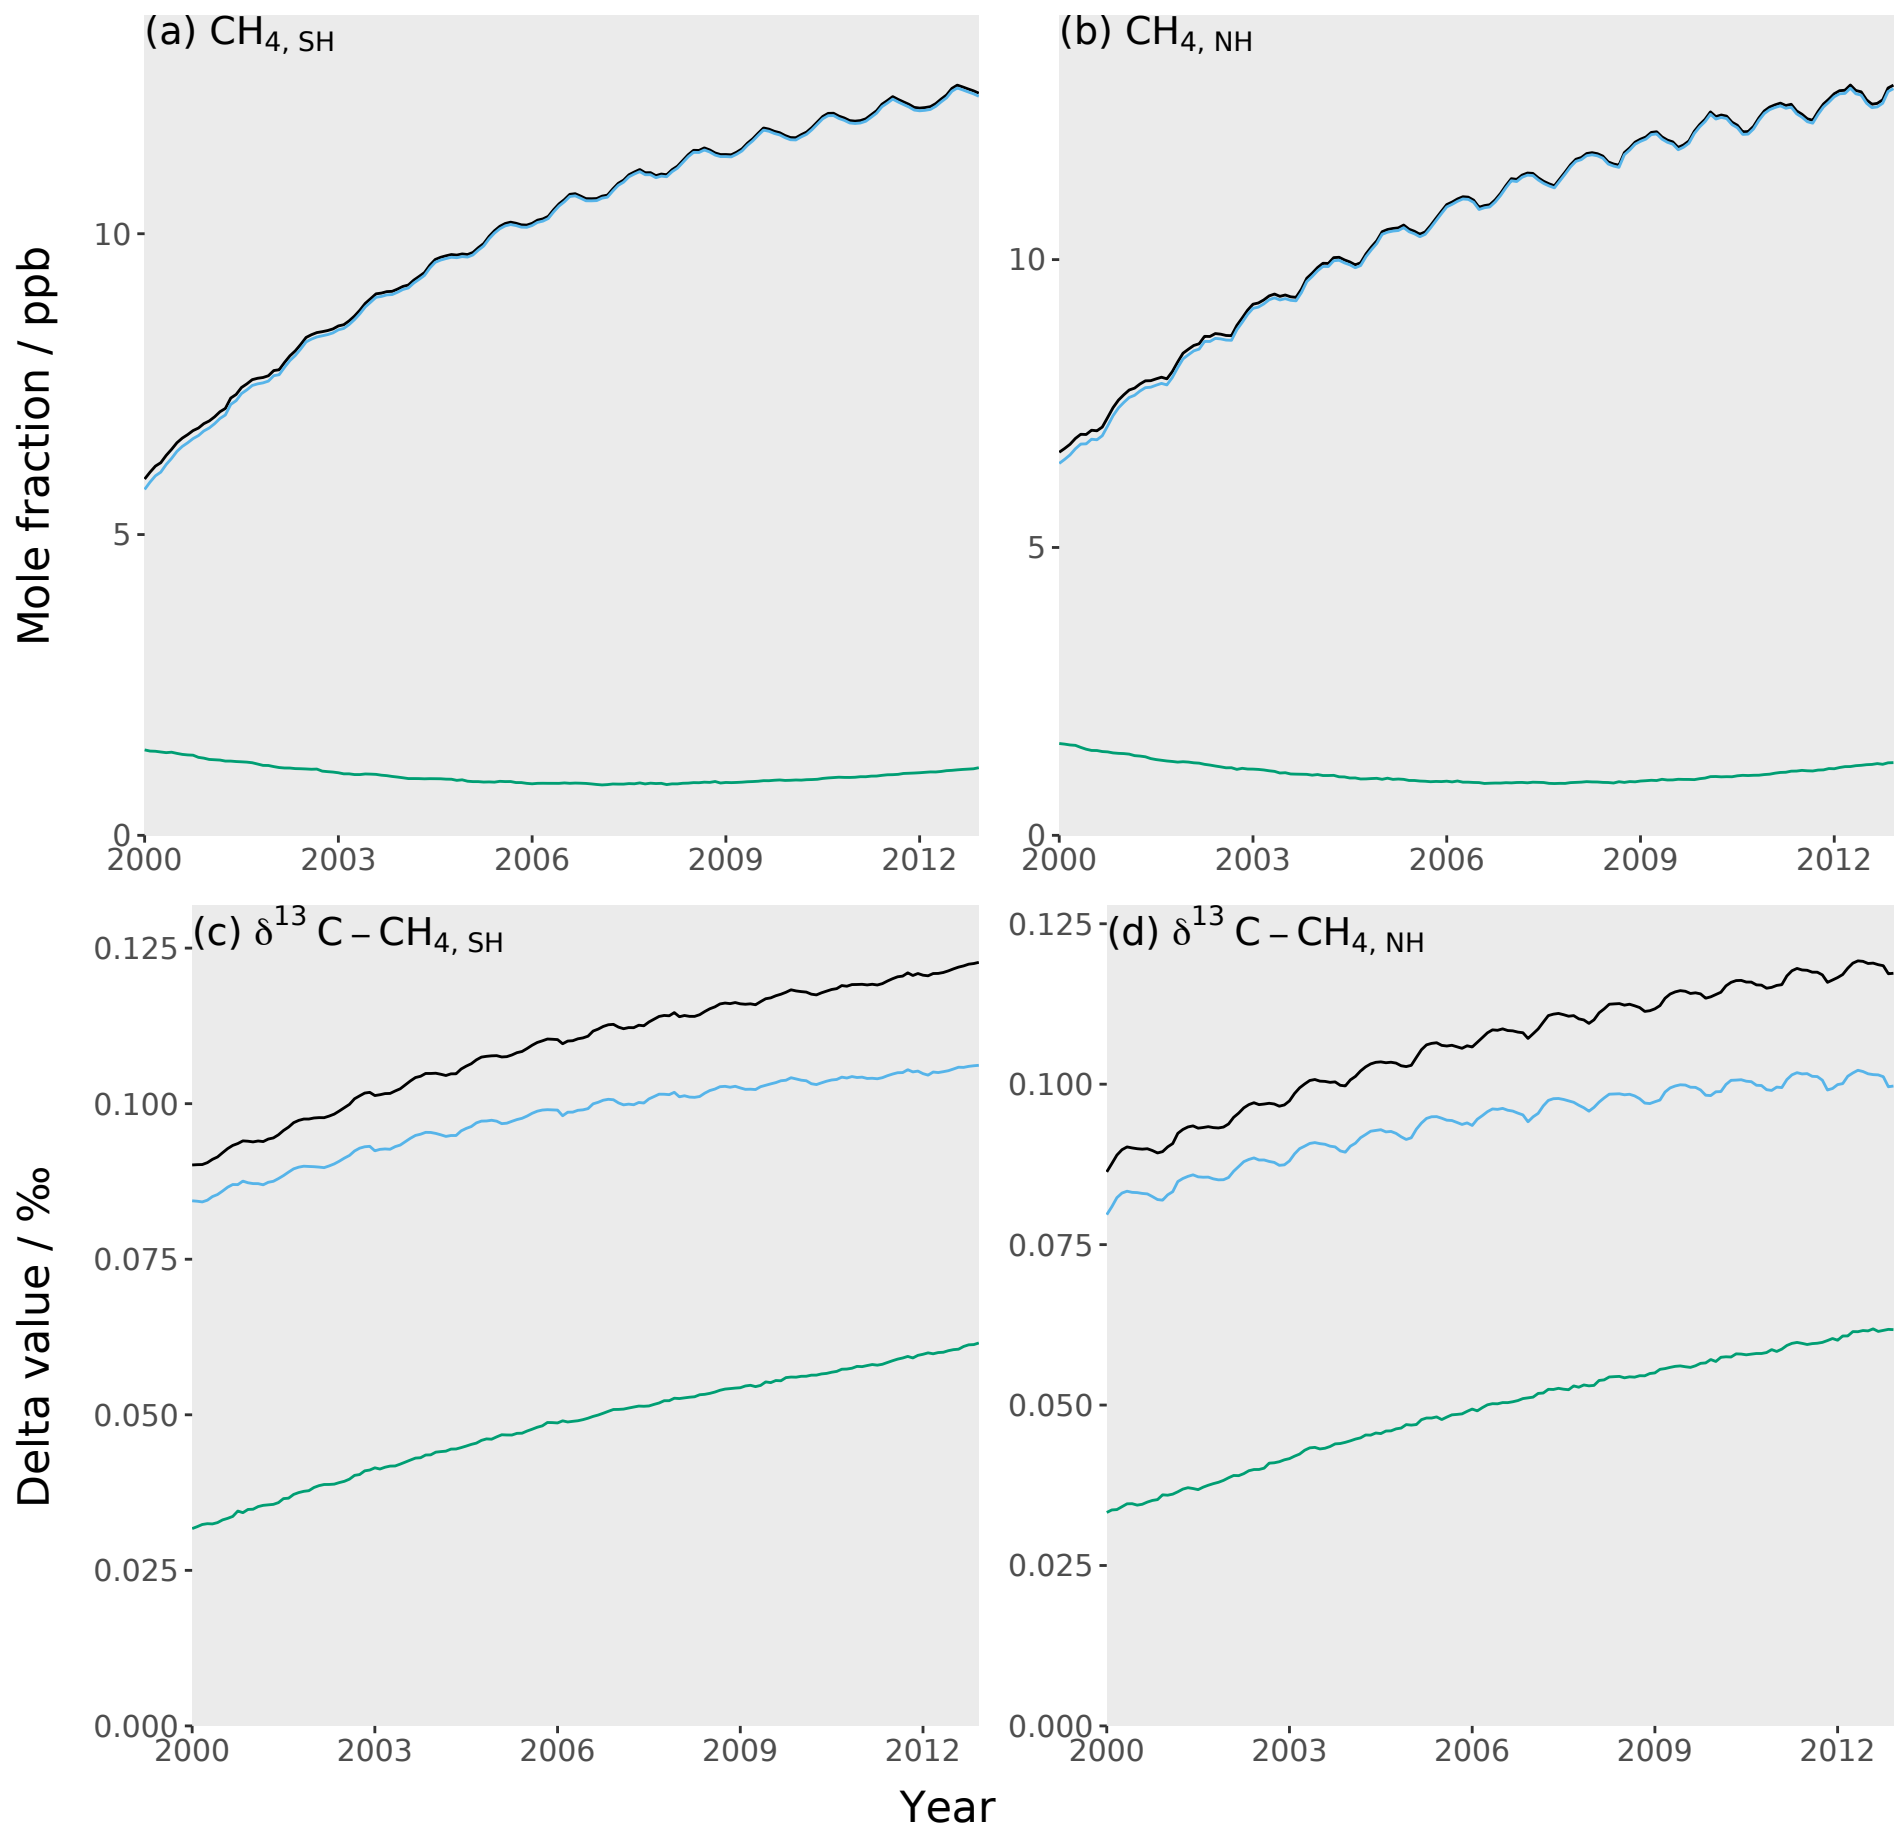 (a) CH4, SH
(b) CH4, NH
Mole fraction / ppb
10
5
0
2000 2003 2006 2009 2012
10
5
0
2000 2003 2006 2009 2012
(c) δ13 C – CH4, SH
(d) δ13 C – CH4, NH
Delta value / ‰
0.125
0.100
0.075
0.050
0.025
0.000
2000 2003 2006 2009 2012
0.125
0.100
0.075
0.050
0.025
0.000
2000 2003 2006 2009 2012
Year